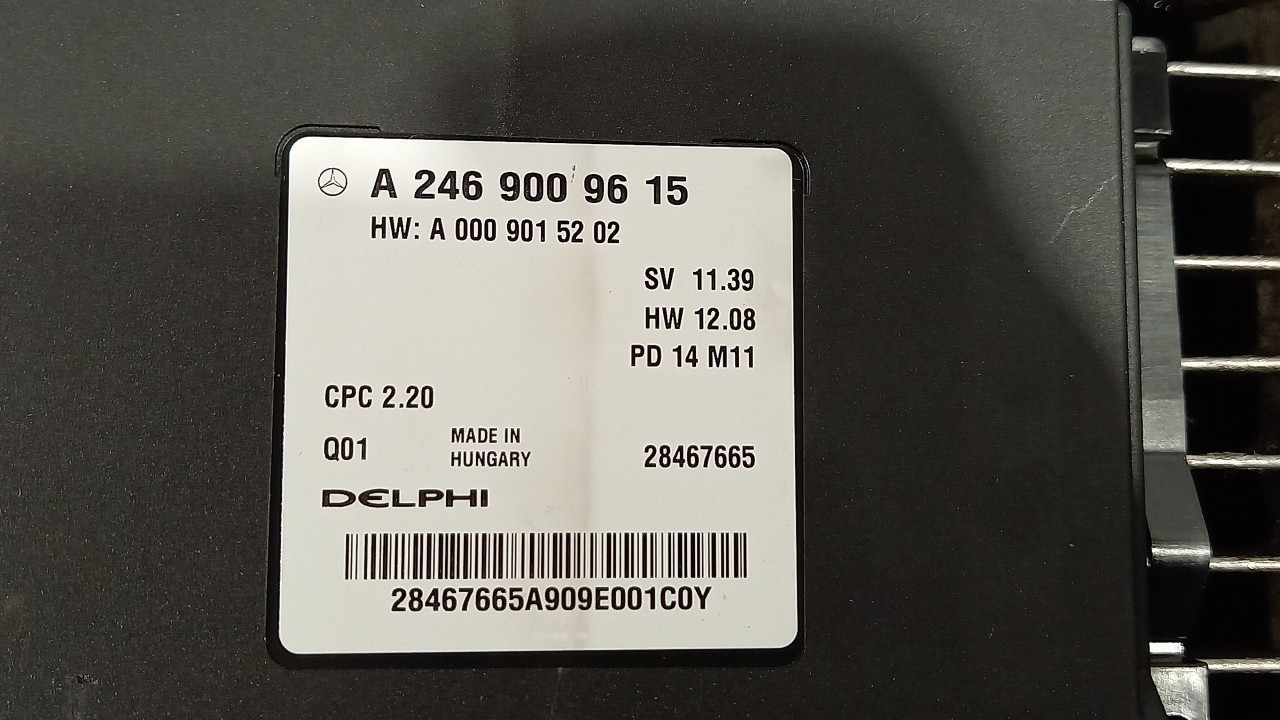 A 246 900 96 15
HW: A 000 901 52 02
SV 11.39
HW 12.08
PD 14 M11
CPC 2.20
Q01
MADE IN
HUNGARY
28467665
DELPHI
28467665A909E001C0Y